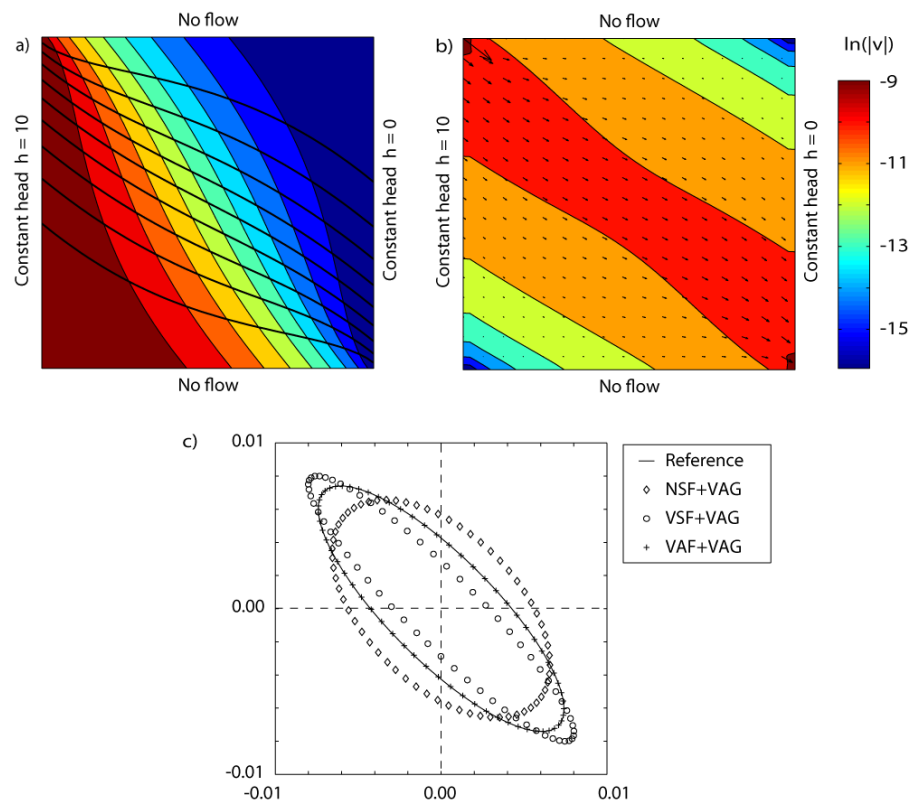 No flow
a)
Constant head  h = 10
Constant head  h = 0
No flow
No flow
b)
Constant head  h = 10
Constant head  h = 0
No flow
ln(|v|)
-9
-11
-13
-15
c)
0.01
0.00
-0.01
-0.01
0.00
0.01
Reference
NSF+VAG
VSF+VAG
VAF+VAG